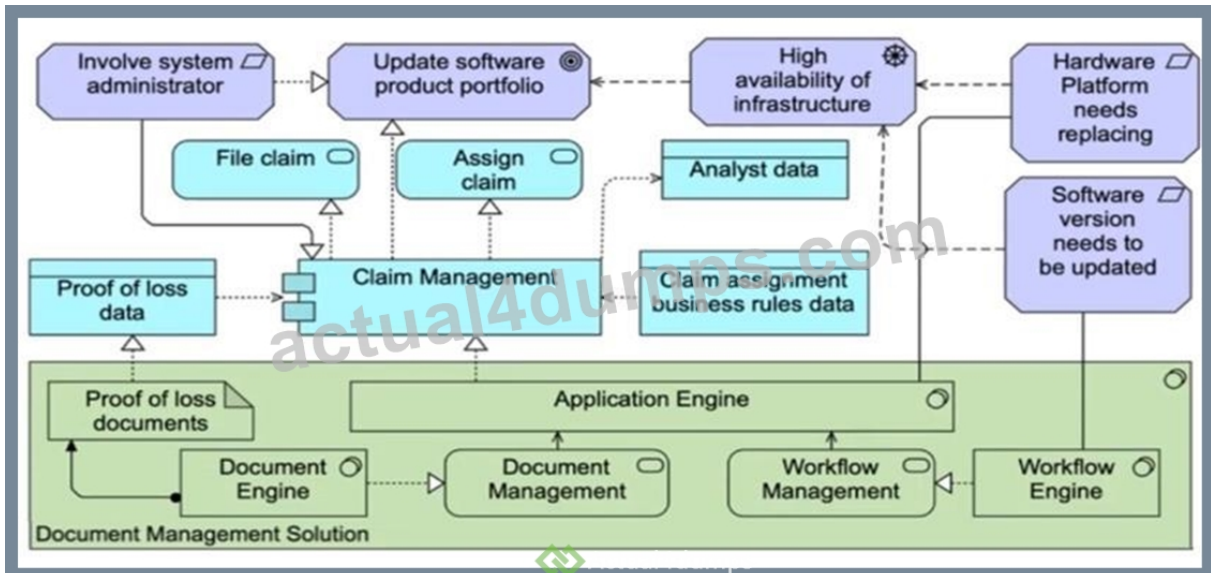 Involve system
administrator
Update software
product portfolio
High
availability of
infrastructure
Hardware
Platform
needs
replacing
File claim
Assign
claim
Analyst data
Software
version
needs to
be updated
Proof of loss
data
Claim Management
Claim assignment
business rules data
actual4dumps.com
Proof of loss
documents
Application Engine
Document
Engine
Document
Management
Workflow
Management
Workflow
Engine
Document Management Solution